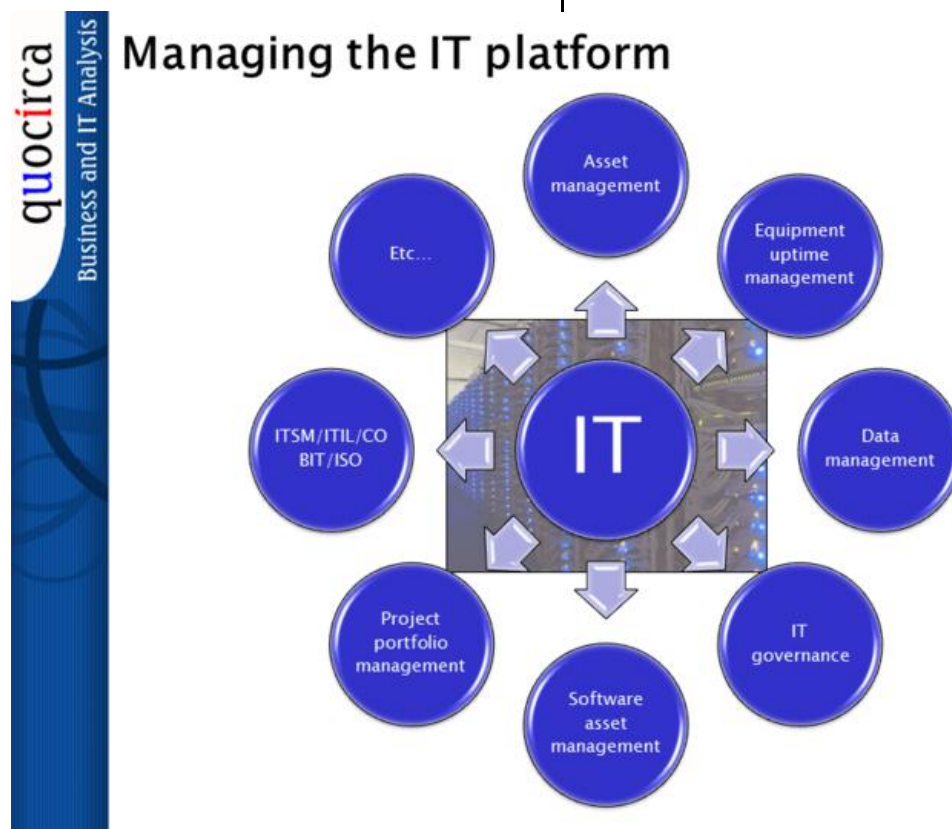 quocirca
Business and IT Analysis
Managing the IT platform
Asset
management
Equipment
uptime
management
Data
management
IT
governance
Software
asset
management
Project
portfolio
management
ITSM/ITIL/CO
BIT/ISO
Etc...
IT